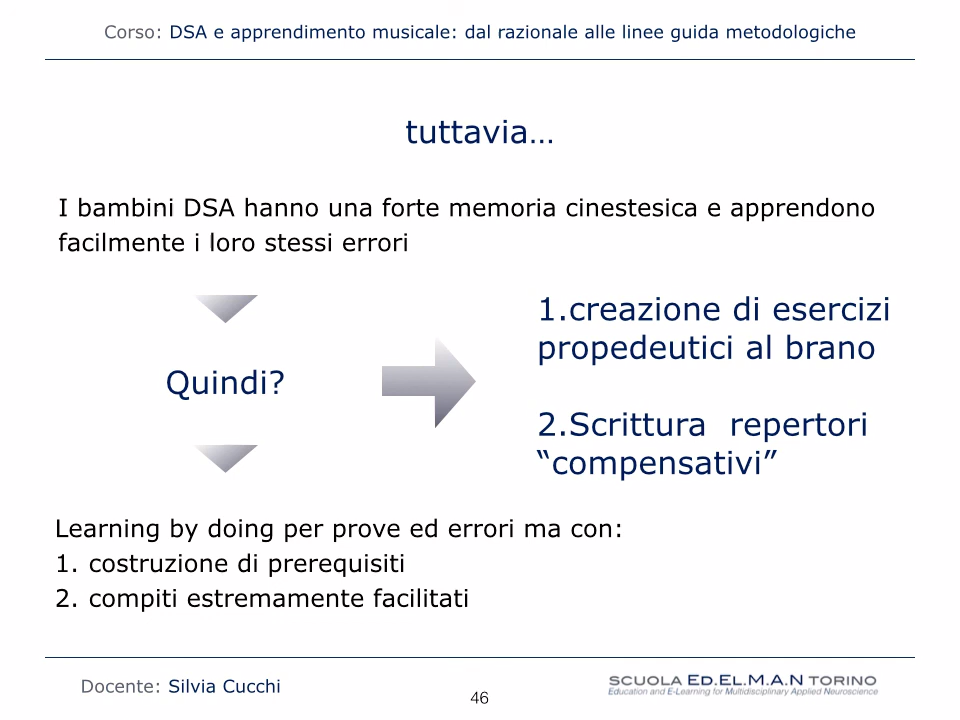 Corso: DSA e apprendimento musicale: dal razionale alle linee guida metodologiche
tuttavia…
I bambini DSA hanno una forte memoria cinestesica e apprendono
facilmente i loro stessi errori
Quindi?
1.creazione di esercizi
propedeutici al brano
2.Scrittura repertori
“compensativi”
Learning by doing per prove ed errori ma con:
1. costruzione di prerequisiti
2. compiti estremamente facilitati
Docente: Silvia Cucchi
46
SCUOLA ED.EL.M.A.N TORINO
Education and E-Learning for Multidisciplinary Applied Neuroscience